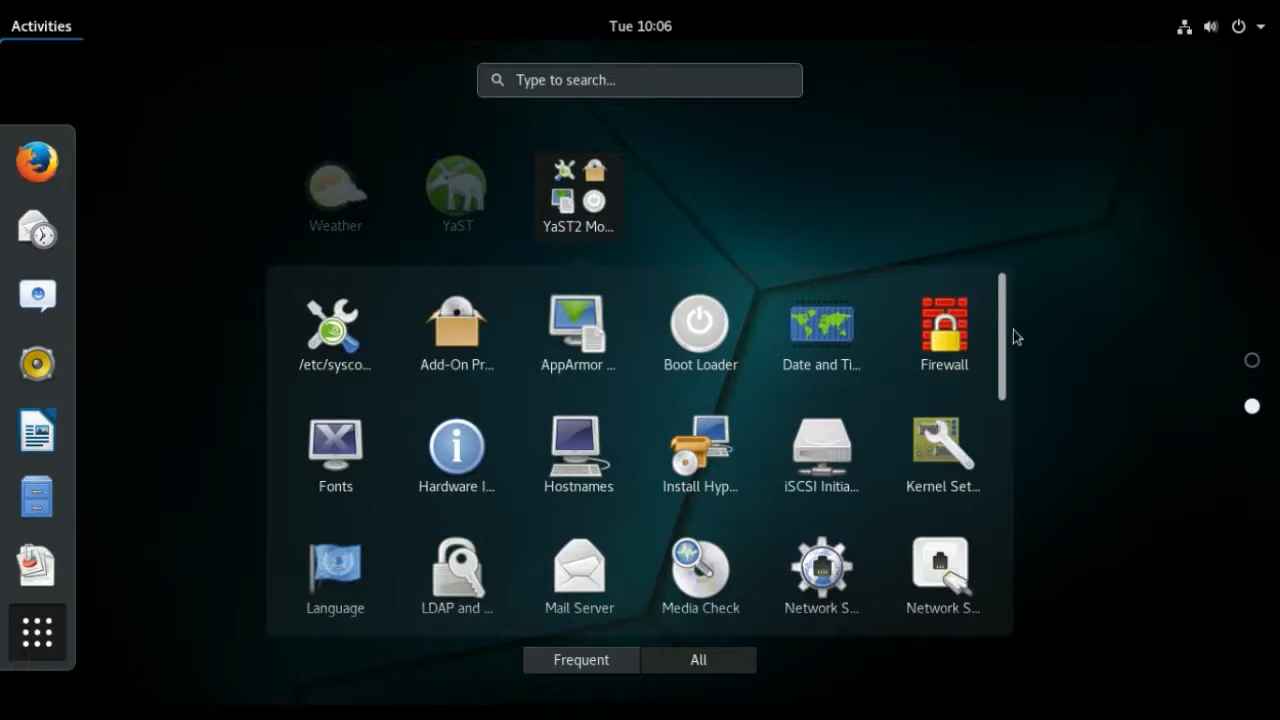 Activities
Tue 10:06
Type to search...
Weather
YaST
YaST2 Mo...
/etc/sysco...
Add-On Pr...
AppArmor ...
Boot Loader
Date and Ti...
Firewall
Fonts
Hardware I...
Hostnames
Install Hyp...
iSCSI Initia...
Kernel Set...
Language
LDAP and ...
Mail Server
Media Check
Network S...
Network S...
Frequent
All